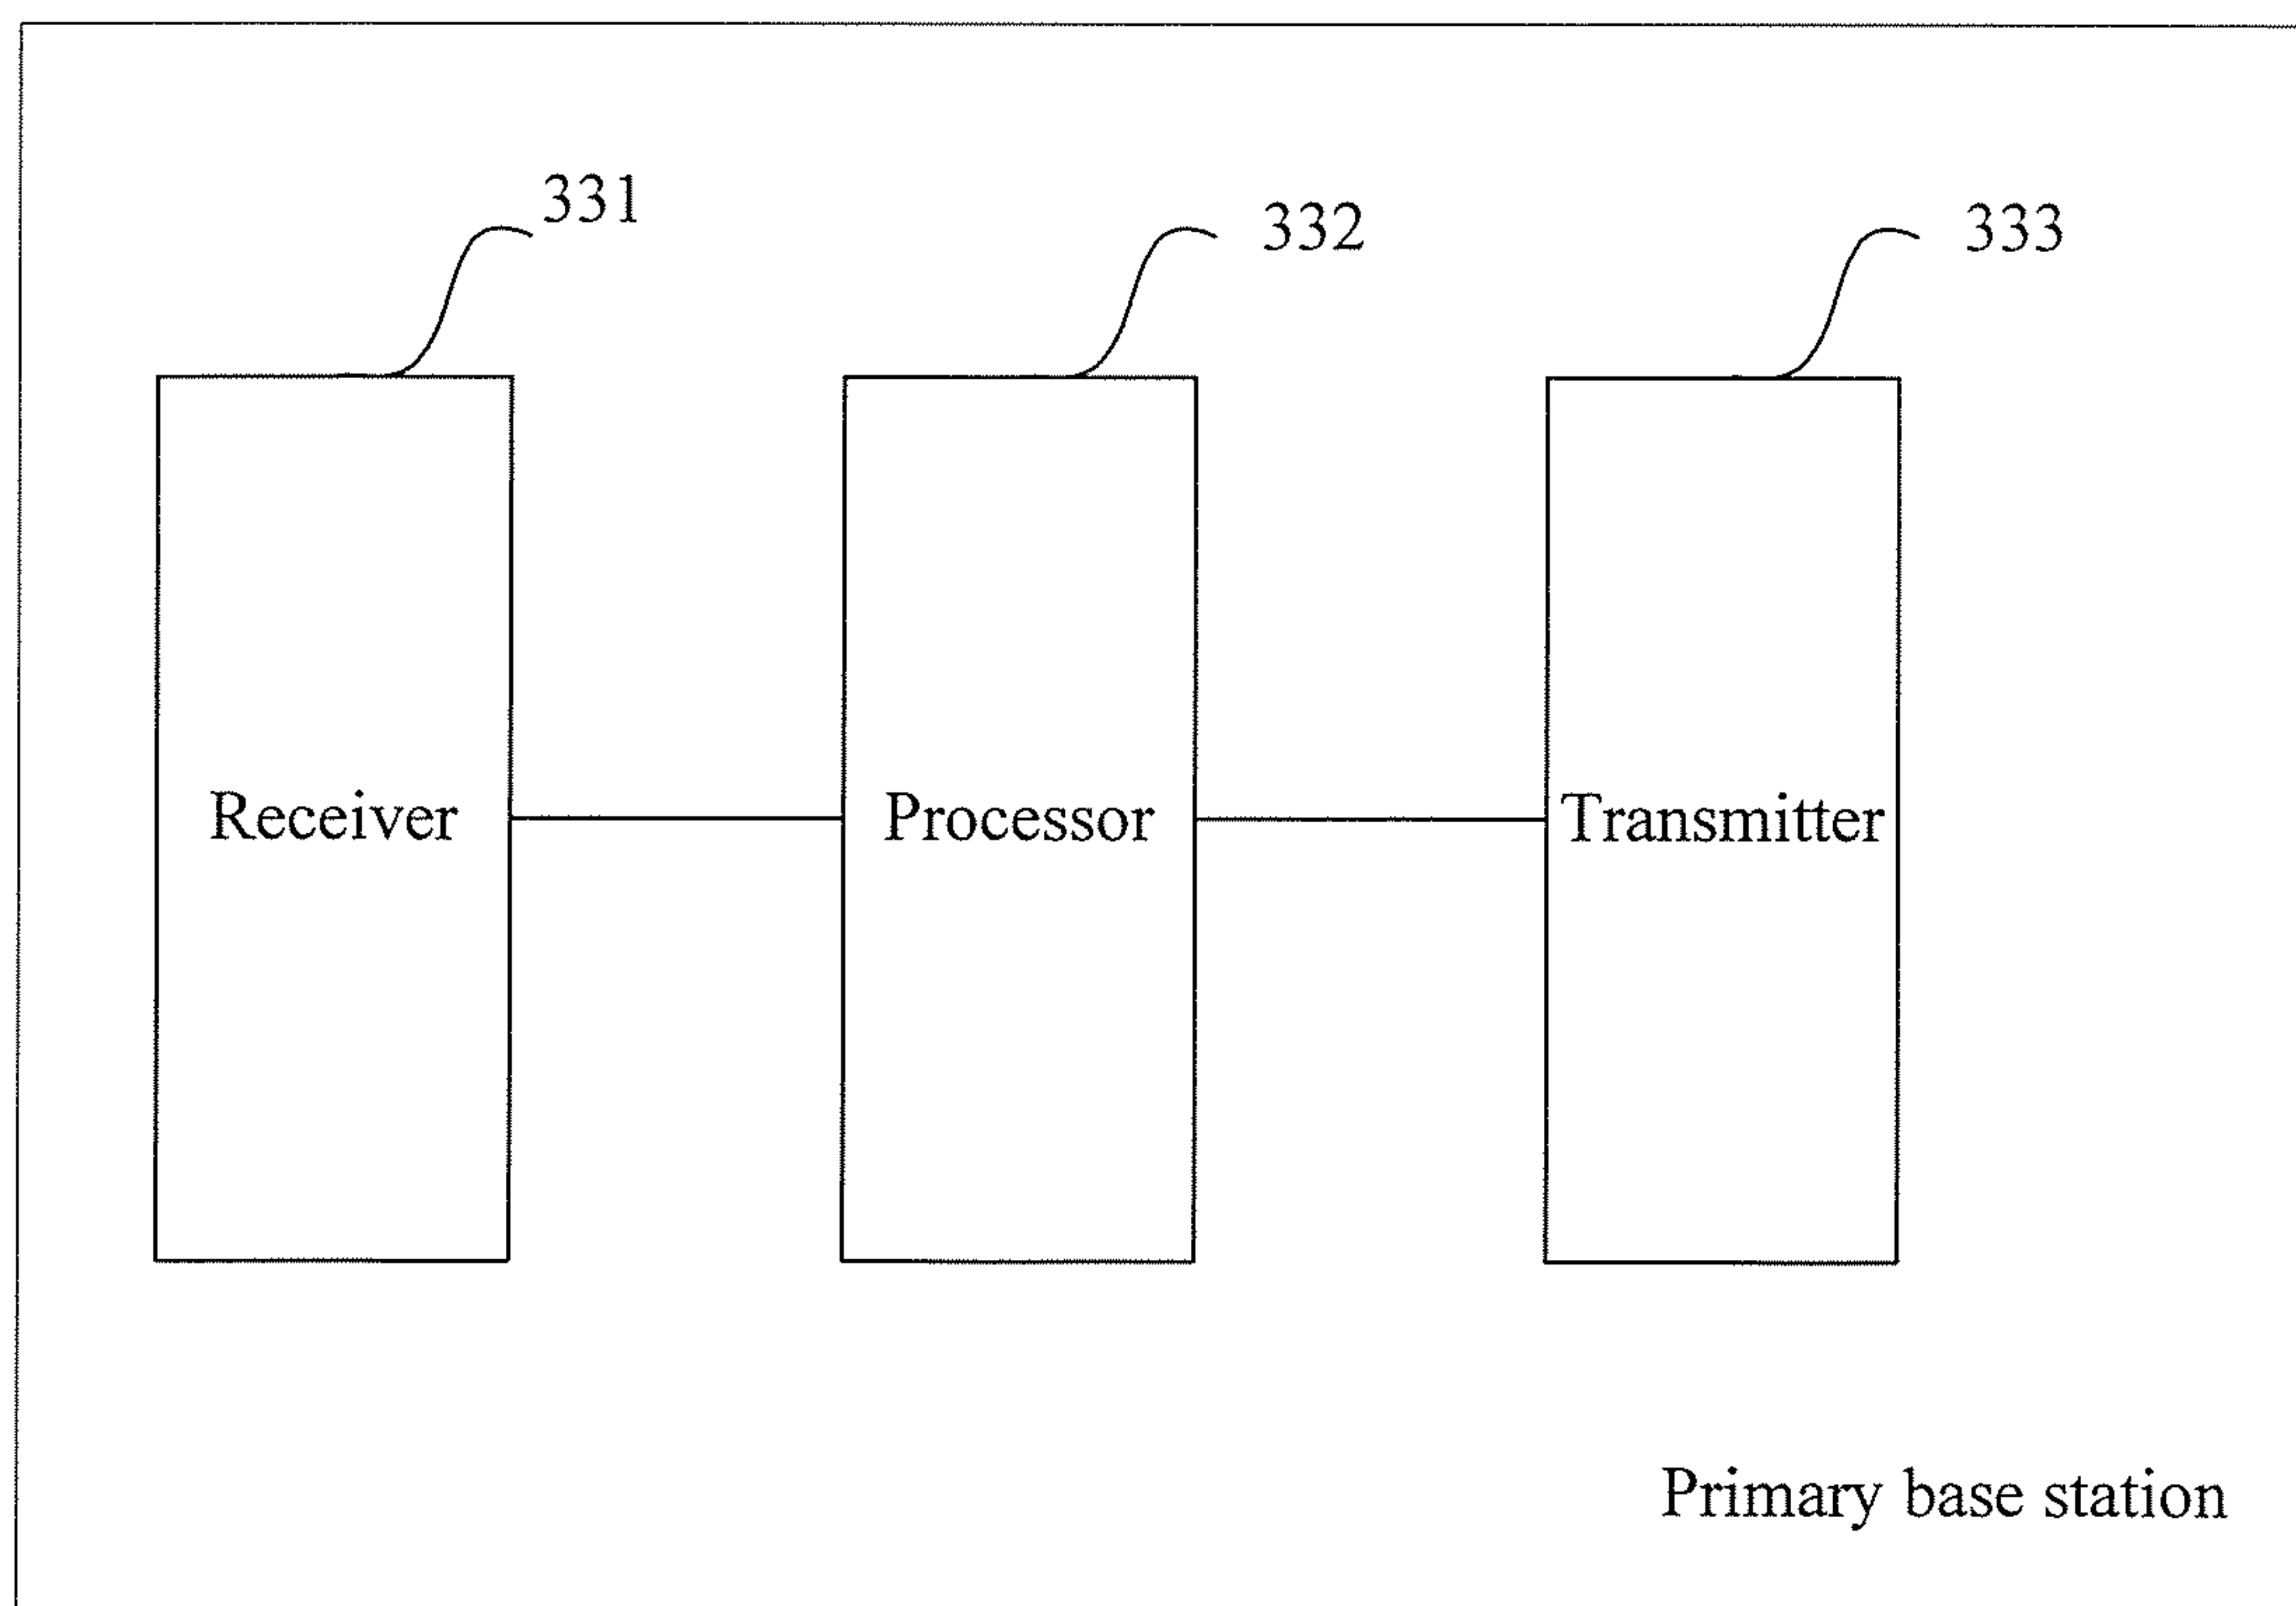 331
332
333
Receiver
Processor
Transmitter
Primary base station